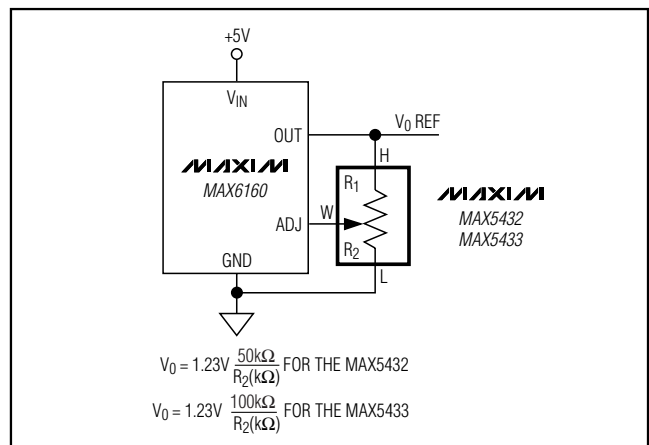 +5V
VIN
OUT
V0 REF
H
MAXIM
MAX6160
R1
MAXIM
MAX5432
MAX5433
ADJ
W
R2
GND
L
V0 = 1.23V 50kΩ/R2(kΩ) FOR THE MAX5432
V0 = 1.23V 100kΩ/R2(kΩ) FOR THE MAX5433